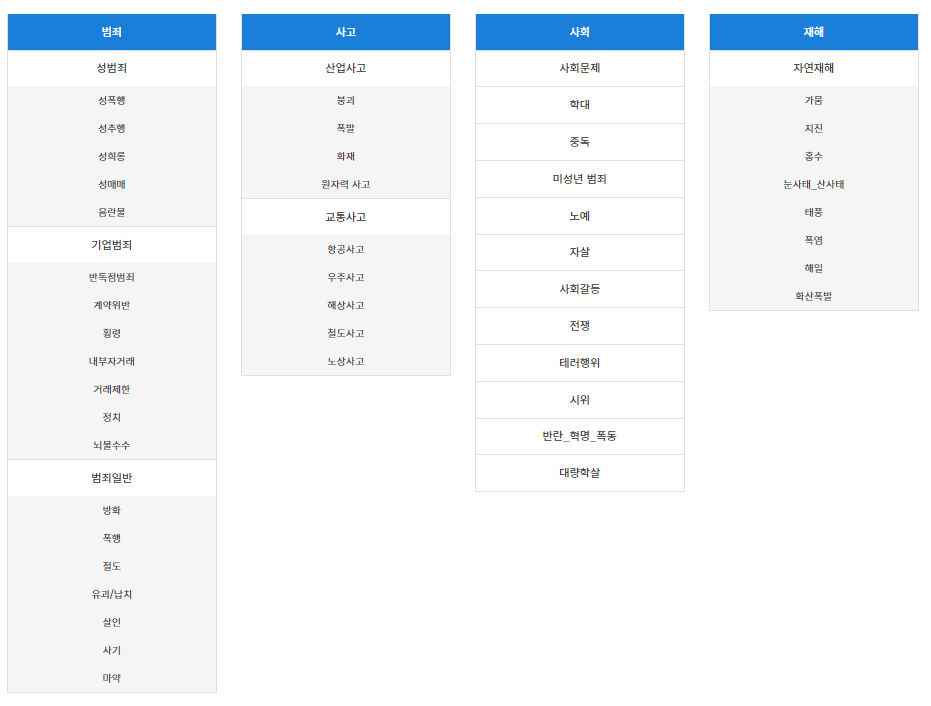 범죄
성범죄
성폭행
성추행
성희롱
성매매
음란물
기업범죄
반독점범죄
계약위반
횡령
내부자거래
거래제한
정치
뇌물수수
범죄일반
방화
폭행
절도
유괴/납치
살인
사기
마약
사고
산업사고
붕괴
폭발
화재
원자력 사고
교통사고
항공사고
우주사고
해상사고
철도사고
노상사고
사회
사회문제
학대
중독
미성년 범죄
노예
자살
사회갈등
전쟁
테러행위
시위
반란_혁명_폭동
대량학살
재해
자연재해
가뭄
지진
홍수
눈사태_산사태
태풍
폭염
해일
화산폭발